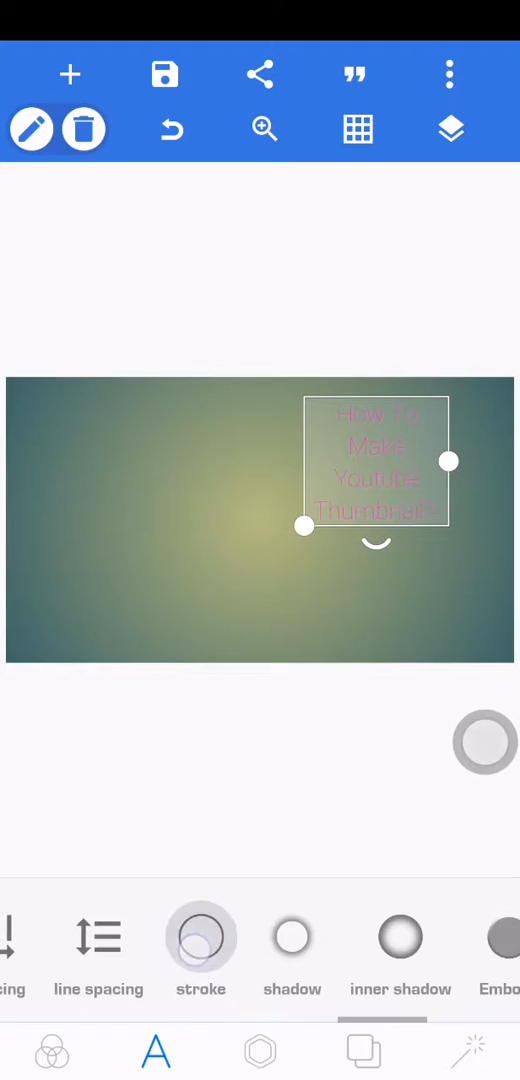 How To
Make
Youtube
Thumbnail?
cing
line spacing
stroke
shadow
inner shadow
Embo
A